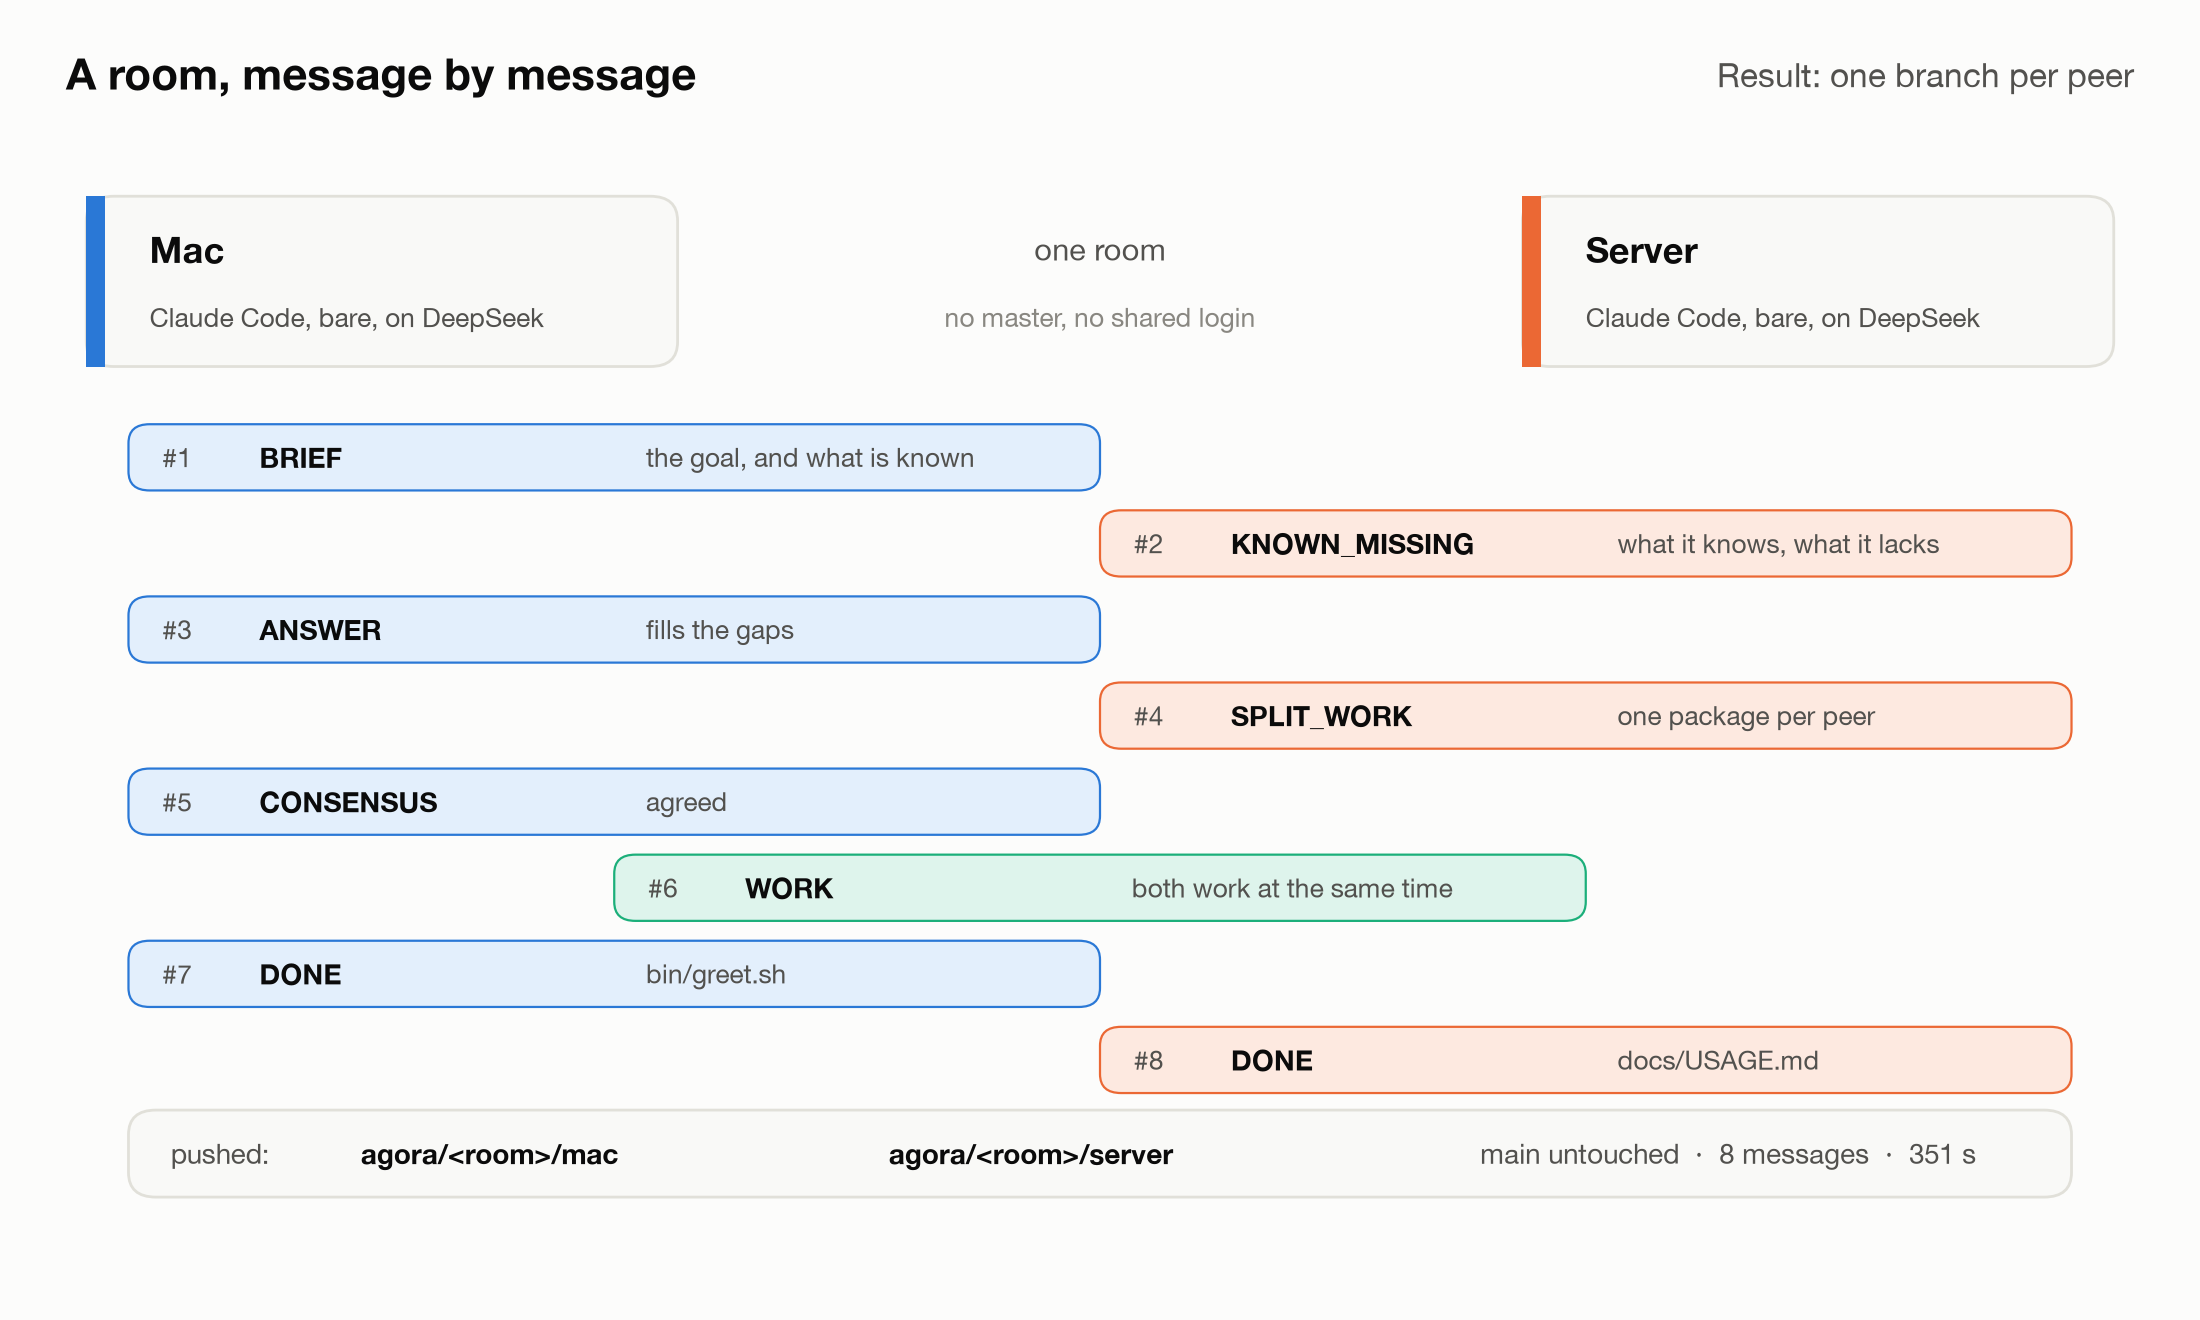 A room, message by message
Result: one branch per peer
Mac
Claude Code, bare, on DeepSeek
one room
no master, no shared login
Server
Claude Code, bare, on DeepSeek
#1 BRIEF the goal, and what is known
#2 KNOWN_MISSING what it knows, what it lacks
#3 ANSWER fills the gaps
#4 SPLIT_WORK one package per peer
#5 CONSENSUS agreed
#6 WORK both work at the same time
#7 DONE bin/greet.sh
#8 DONE docs/USAGE.md
pushed: agora/<room>/mac agora/<room>/server main untouched · 8 messages · 351 s